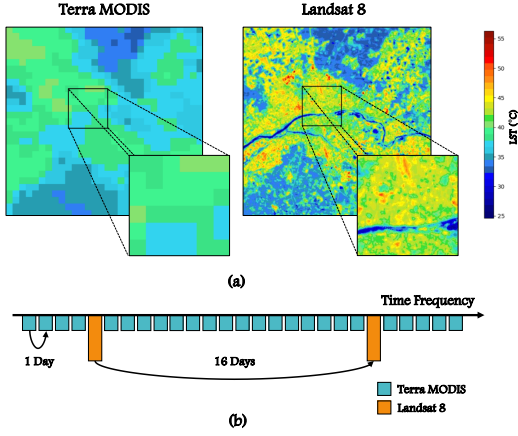 Terra MODIS
Landsat 8
55
50
45
40
35
30
25
LST (°C)
(a)
Time Frequency
1 Day
16 Days
Terra MODIS
Landsat 8
(b)